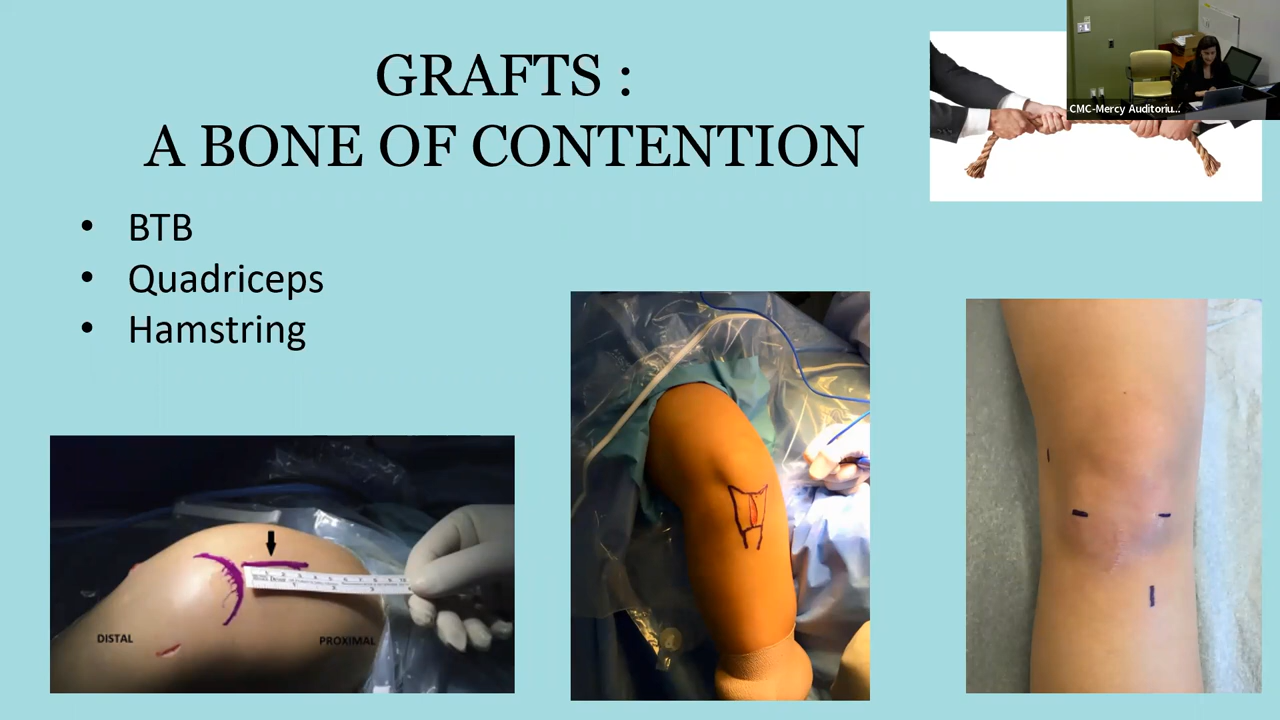 GRAFTS :
A BONE OF CONTENTION
CMC-Mercy Auditoriu...
• BTB
• Quadriceps
• Hamstring
DISTAL
PROXIMAL